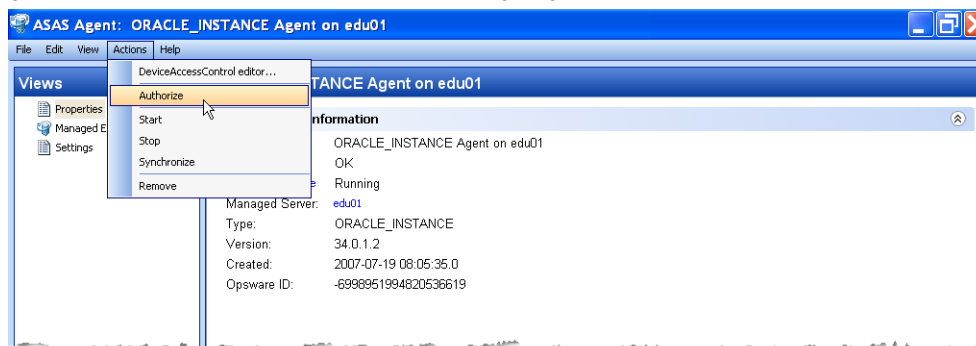 ASAS Agent: ORACLE_INSTANCE Agent on edu01
File Edit View Actions Help
Views
Properties
Managed E
Settings
DeviceAccessControl editor...
Authorize
Start
Stop
Synchronize
Remove
TANCE Agent on edu01
nformation
ORACLE_INSTANCE Agent on edu01
OK
Running
Managed Server: edu01
Type: ORACLE_INSTANCE
Version: 34.0.1.2
Created: 2007-07-19 08:05:35.0
Opsware ID: -6998951994820536619